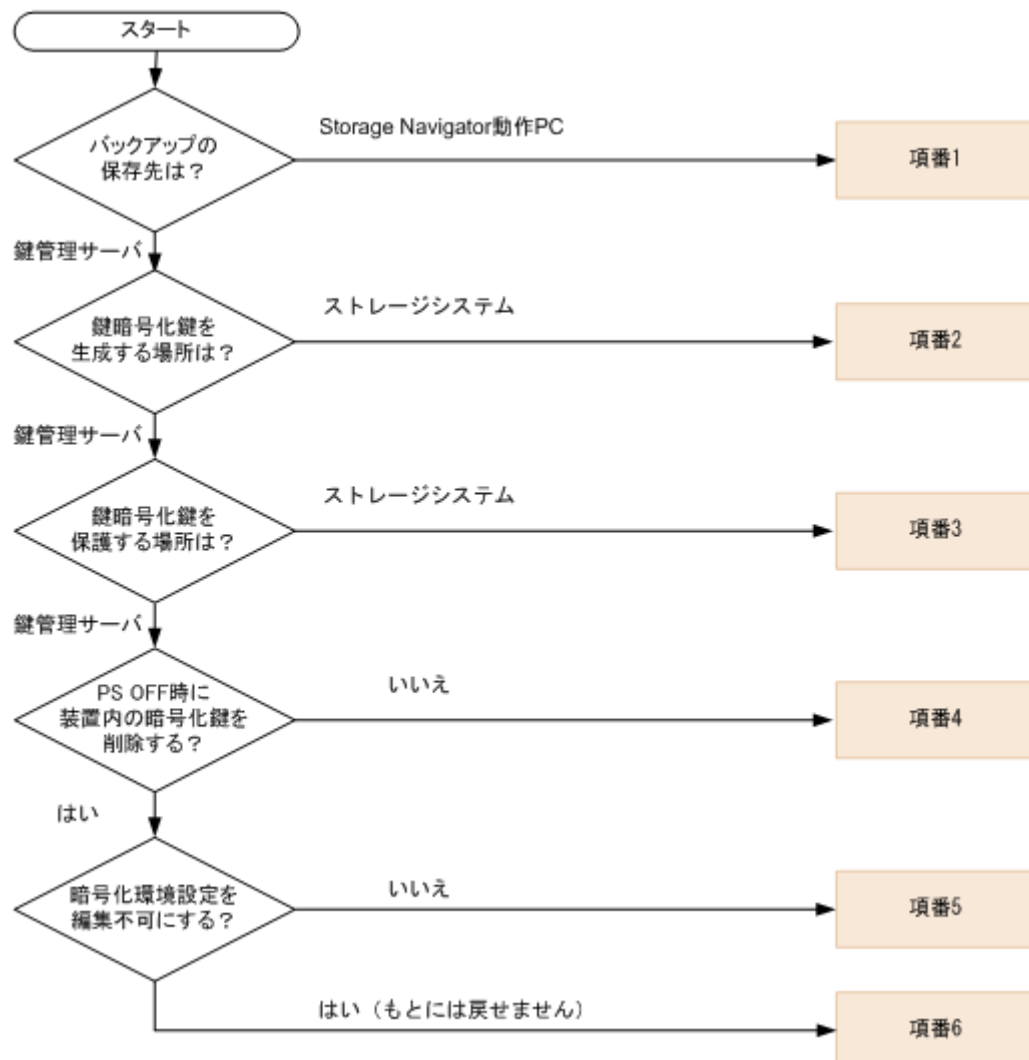 スタート
バックアップの
保存先は？
Storage Navigator動作PC
項番1
鍵管理サーバ
鍵暗号化鍵を
生成する場所は？
ストレージシステム
項番2
鍵管理サーバ
鍵暗号化鍵を
保護する場所は？
ストレージシステム
項番3
鍵管理サーバ
PS OFF時に
装置内の暗号化鍵を
削除する？
いいえ
項番4
はい
暗号化環境設定を
編集不可にする？
いいえ
項番5
はい（もとには戻せません）
項番6